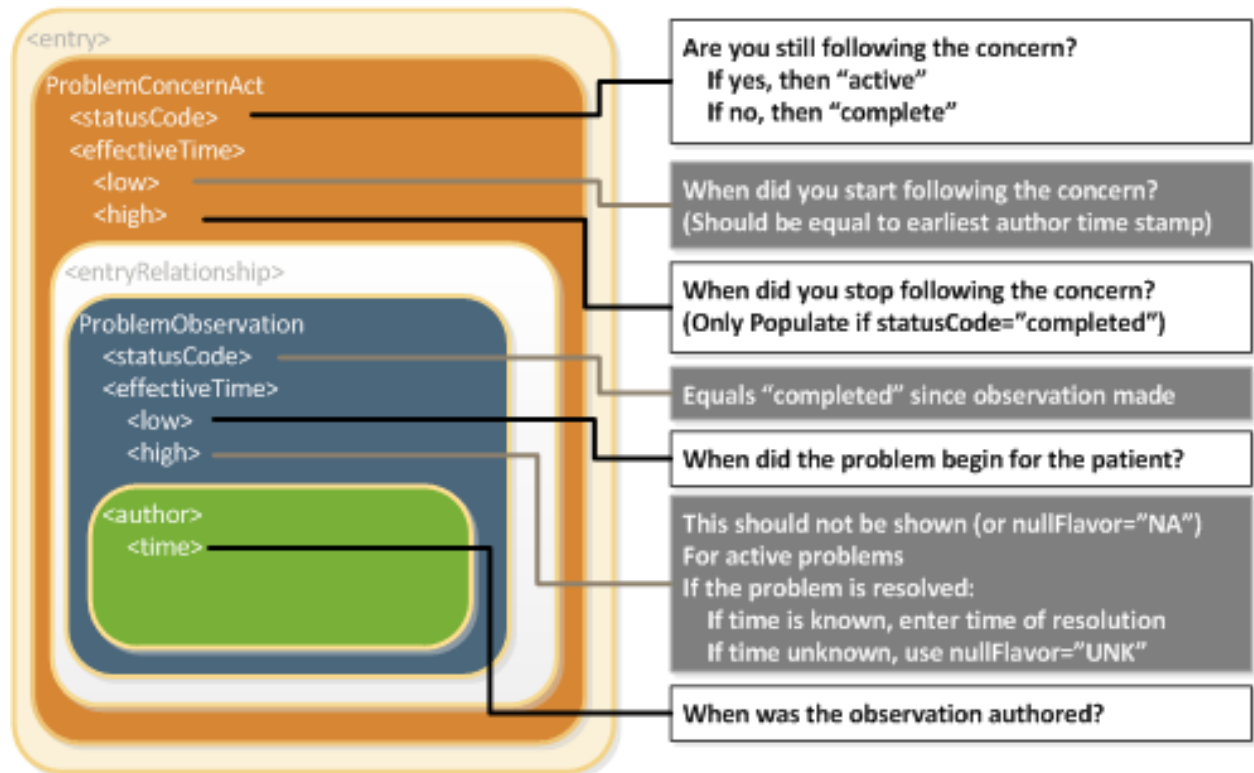 <entry>
ProblemConcernAct
<statusCode>
<effectiveTime>
<low>
<high>
<entryRelationship>
ProblemObservation
<statusCode>
<effectiveTime>
<low>
<high>
<author>
<time>
Are you still following the concern?
If yes, then “active”
If no, then “complete”
When did you start following the concern?
(Should be equal to earliest author time stamp)
When did you stop following the concern?
(Only Populate if statusCode=”completed”)
Equals “completed” since observation made
When did the problem begin for the patient?
This should not be shown (or nullFlavor=”NA”)
For active problems
If the problem is resolved:
If time is known, enter time of resolution
If time unknown, use nullFlavor=”UNK”
When was the observation authored?